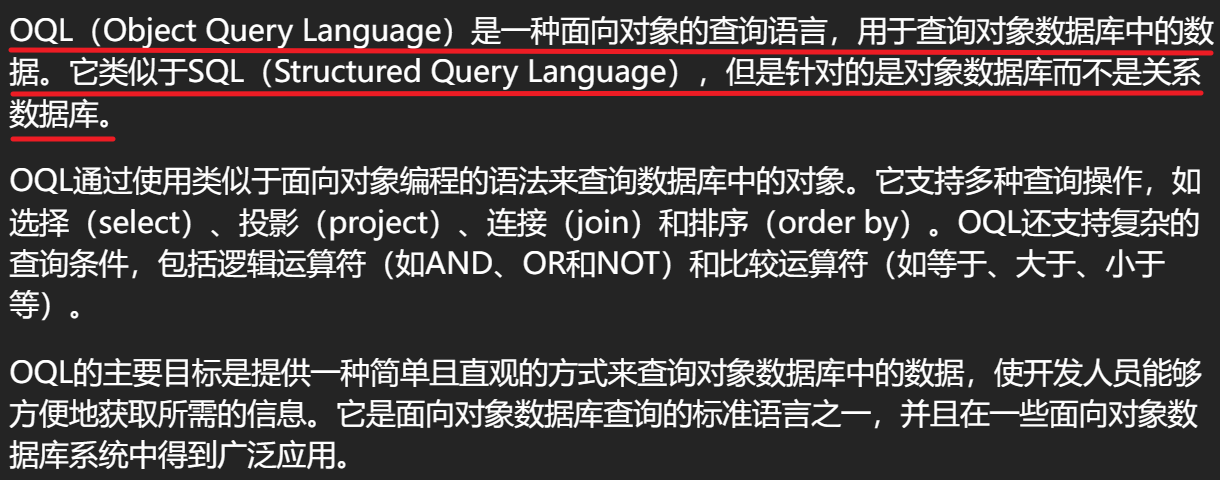 OQL（Object Query Language）是一种面向对象的查询语言，用于查询对象数据库中的数
据。它类似于SQL（Structured Query Language），但是针对的是对象数据库而不是关系
数据库。
OQL通过使用类似于面向对象编程的语法来查询数据库中的对象。它支持多种查询操作，如
选择（select）、投影（project）、连接（join）和排序（order by）。OQL还支持复杂的
查询条件，包括逻辑运算符（如AND、OR和NOT）和比较运算符（如等于、大于、小于
等）。
OQL的主要目标是提供一种简单且直观的方式来查询对象数据库中的数据，使开发人员能够
方便地获取所需的信息。它是面向对象数据库查询的标准语言之一，并且在一些面向对象数
据库系统中得到广泛应用。